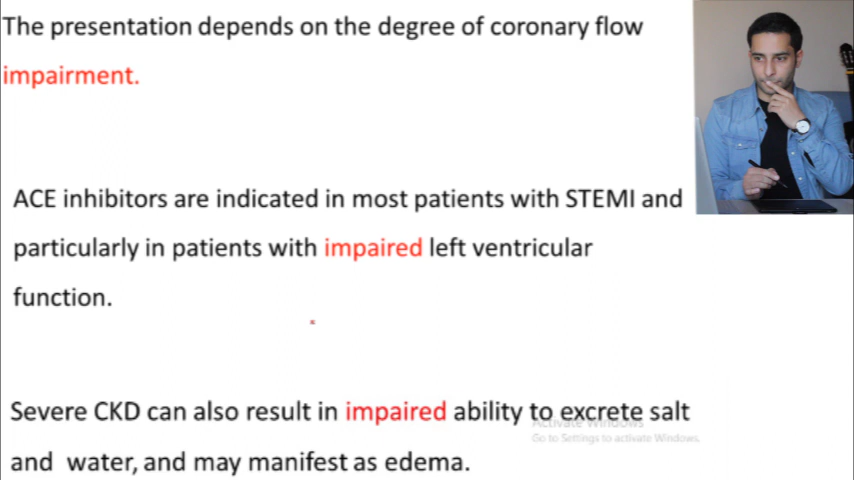 The presentation depends on the degree of coronary flow
impairment.
ACE inhibitors are indicated in most patients with STEMI and
particularly in patients with impaired left ventricular
function.
Severe CKD can also result in impaired ability to excrete salt
Activate Windows
Go to Settings to activate Windows.
and water, and may manifest as edema.